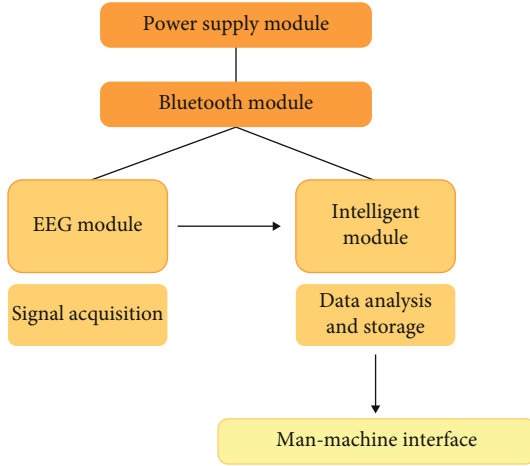 Power supply module
Bluetooth module
EEG module
Intelligent
module
Signal acquisition
Data analysis
and storage
Man-machine interface